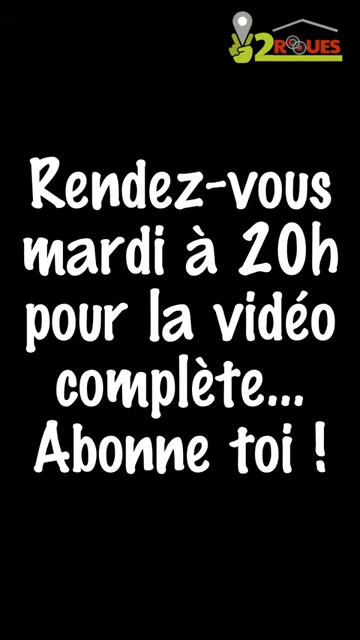 2ROUES
Rendez-vous
mardi à 20h
pour la vidéo
complète...
Abonne toi !